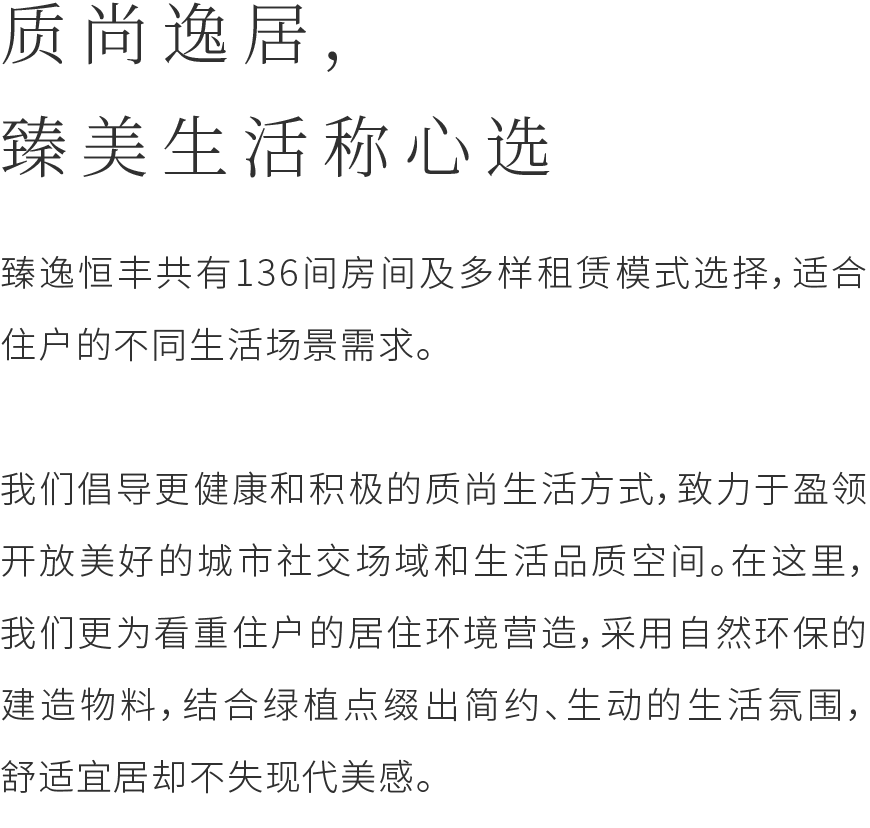 质尚逸居，
臻美生活称心选
臻逸恒丰共有136间房间及多样租赁模式选择，适合
住户的不同生活场景需求。
我们倡导更健康和积极的质尚生活方式，致力于盈领
开放美好的城市社交场域和生活品质空间。在这里，
我们更为看重住户的居住环境营造，采用自然环保的
建造物料，结合绿植点缀出简约、生动的生活氛围，
舒适宜居却不失现代美感。